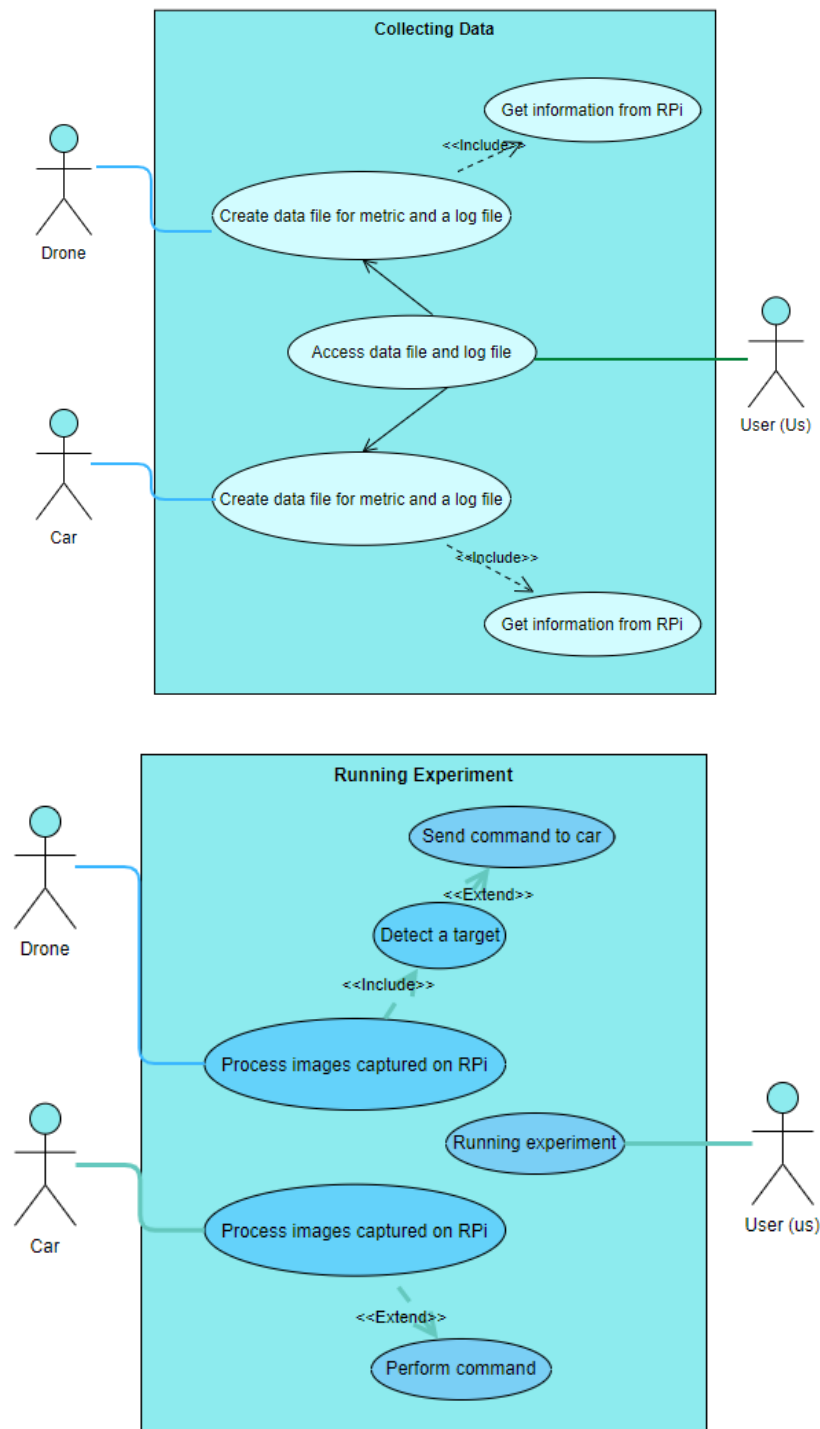 Collecting Data
Get information from RPi
<<Include>>
Create data file for metric and a log file
Drone
Access data file and log file
User (Us)
Create data file for metric and a log file
Car
<<Include>>
Get information from RPi
Running Experiment
Send command to car
<<Extend>>
Detect a target
Drone
<<Include>>
Process images captured on RPi
Running experiment
User (us)
Process images captured on RPi
Car
<<Extend>>
Perform command